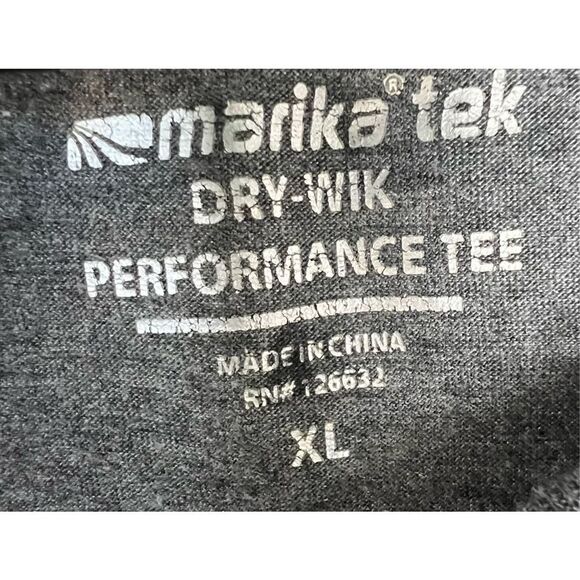 marika® tek
DRY-WIK
PERFORMANCE TEE
MADE IN CHINA
RN# 126632
XL